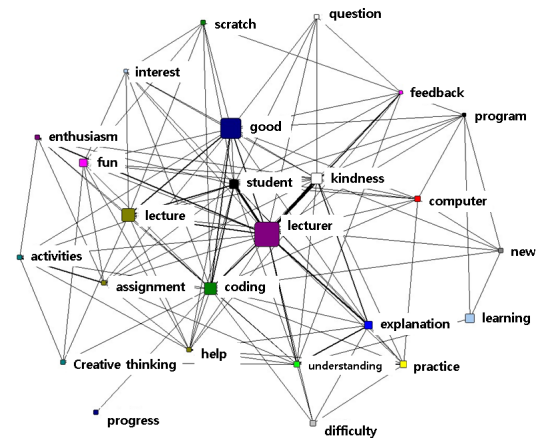 question
scratch
interest
feedback
program
good
enthusiasm
fun
student
kindness
computer
lecture
lecturer
new
activities
assignment
coding
learning
explanation
help
Creative thinking
understanding
practice
progress
difficulty